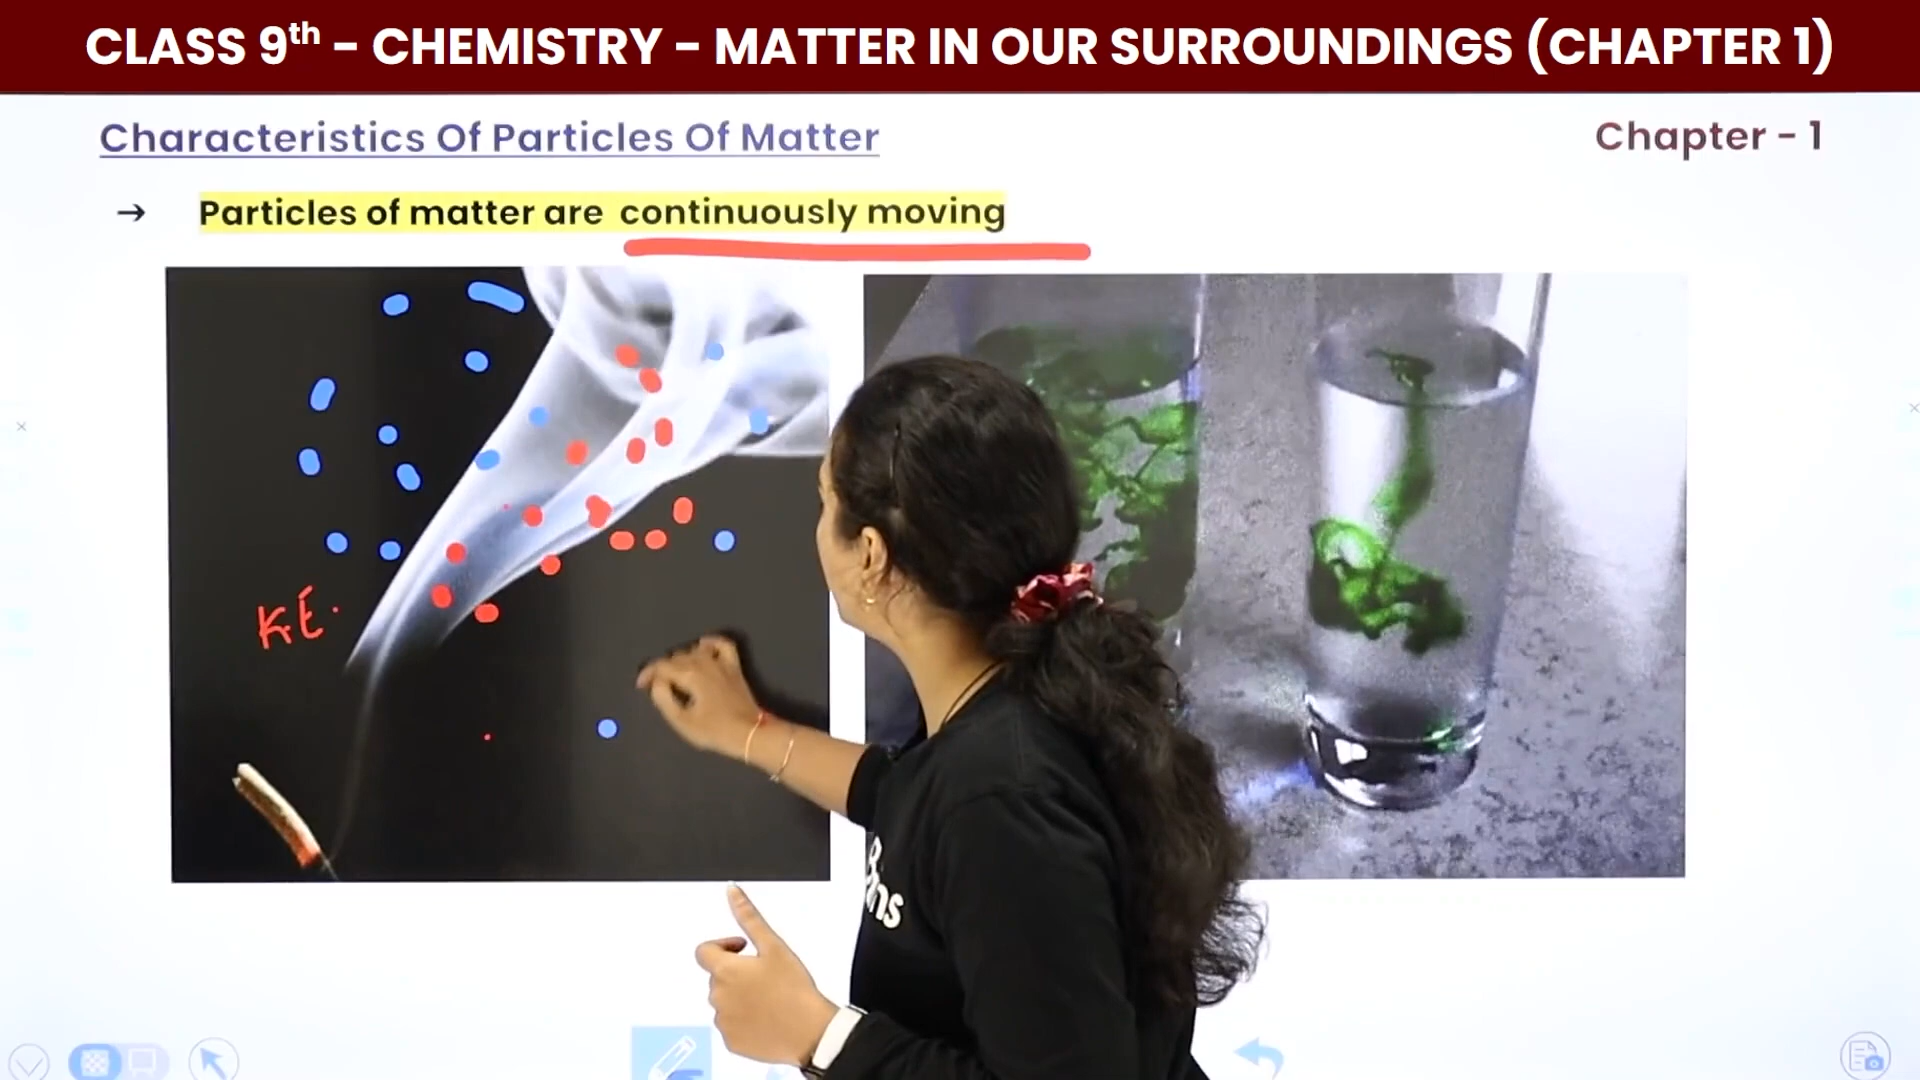 CLASS 9th – CHEMISTRY – MATTER IN OUR SURROUNDINGS (CHAPTER 1)
Characteristics Of Particles Of Matter
Chapter - 1
→ Particles of matter are continuously moving
K.E.